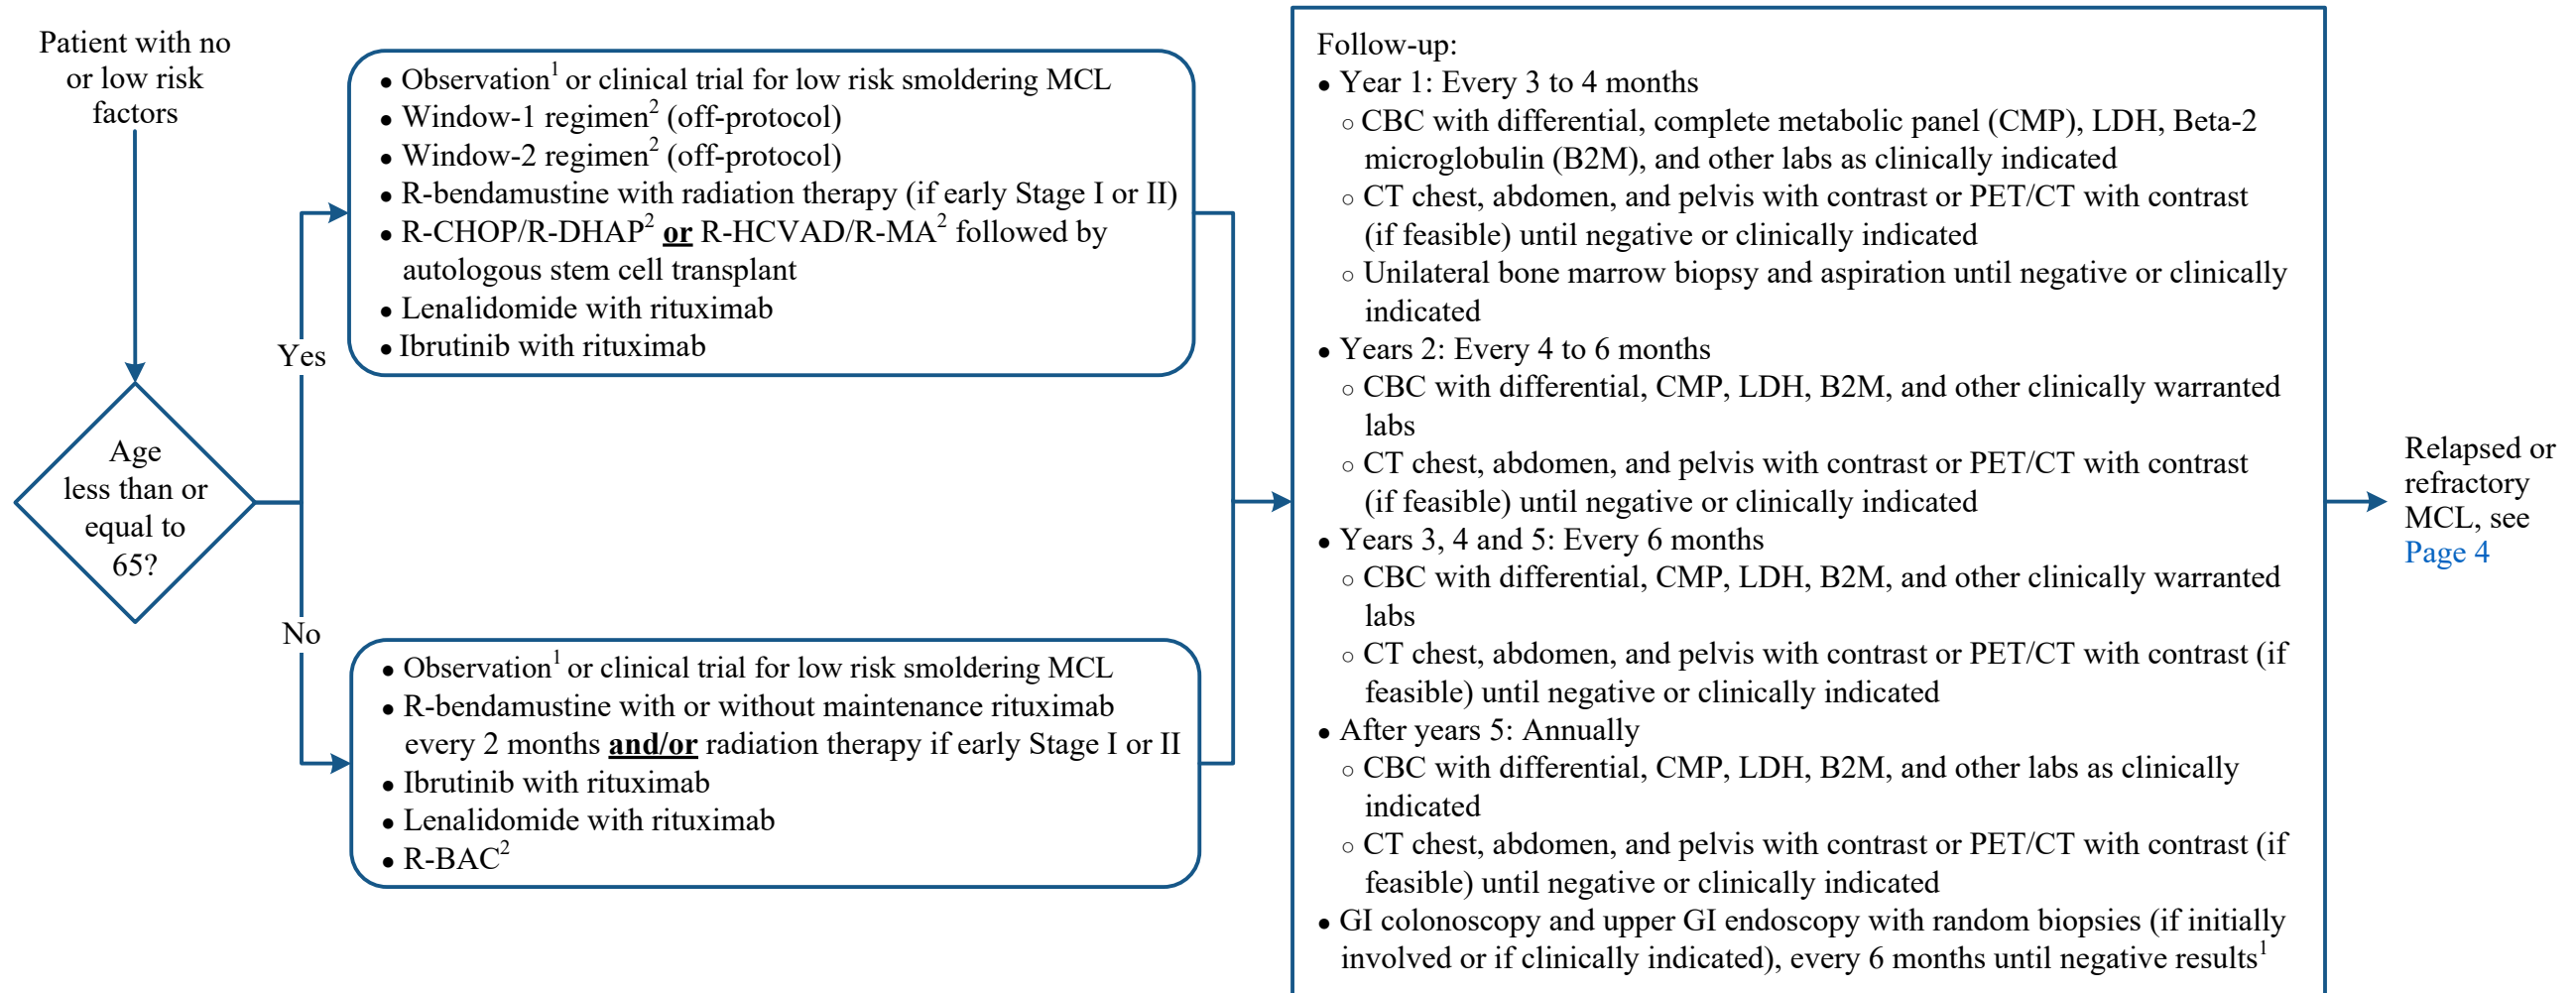 Patient with no
or low risk
factors
Age
less than or
equal to
65?
Yes
No
• Observation¹ or clinical trial for low risk smoldering MCL
• Window-1 regimen² (off-protocol)
• Window-2 regimen² (off-protocol)
• R-bendamustine with radiation therapy (if early Stage I or II)
• R-CHOP/R-DHAP² or R-HCVAD/R-MA² followed by
autologous stem cell transplant
• Lenalidomide with rituximab
• Ibrutinib with rituximab
• Observation¹ or clinical trial for low risk smoldering MCL
• R-bendamustine with or without maintenance rituximab
every 2 months and/or radiation therapy if early Stage I or II
• Ibrutinib with rituximab
• Lenalidomide with rituximab
• R-BAC²
Follow-up:
• Year 1: Every 3 to 4 months
○ CBC with differential, complete metabolic panel (CMP), LDH, Beta-2
microglobulin (B2M), and other labs as clinically indicated
○ CT chest, abdomen, and pelvis with contrast or PET/CT with contrast
(if feasible) until negative or clinically indicated
○ Unilateral bone marrow biopsy and aspiration until negative or clinically
indicated
• Years 2: Every 4 to 6 months
○ CBC with differential, CMP, LDH, B2M, and other clinically warranted
labs
○ CT chest, abdomen, and pelvis with contrast or PET/CT with contrast
(if feasible) until negative or clinically indicated
• Years 3, 4 and 5: Every 6 months
○ CBC with differential, CMP, LDH, B2M, and other clinically warranted
labs
○ CT chest, abdomen, and pelvis with contrast or PET/CT with contrast (if
feasible) until negative or clinically indicated
• After years 5: Annually
○ CBC with differential, CMP, LDH, B2M, and other labs as clinically
indicated
○ CT chest, abdomen, and pelvis with contrast or PET/CT with contrast (if
feasible) until negative or clinically indicated
• GI colonoscopy and upper GI endoscopy with random biopsies (if initially
involved or if clinically indicated), every 6 months until negative results¹
Relapsed or
refractory
MCL, see
Page 4